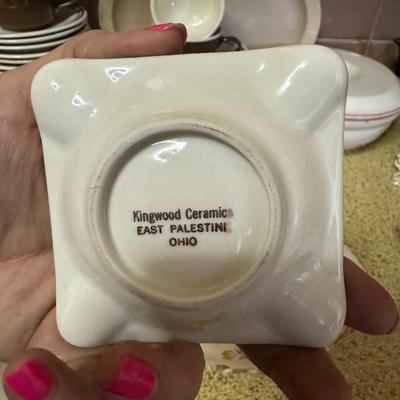 Kingwood Ceramics
EAST PALESTINE
OHIO